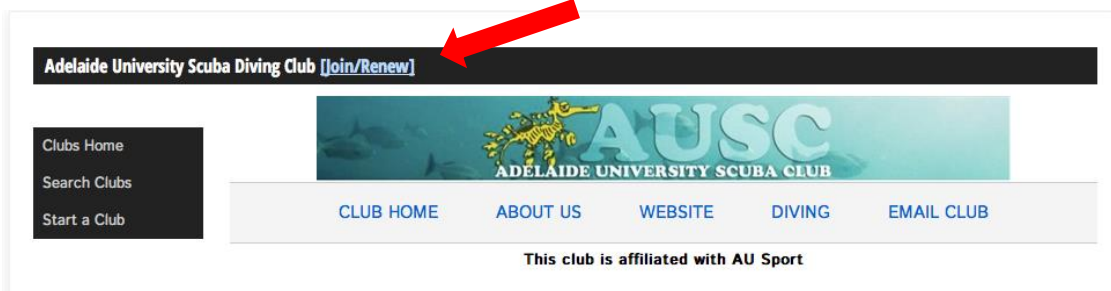 Adelaide University Scuba Diving Club [Join/Renew]
Clubs Home
Search Clubs
Start a Club
AUSC
ADELAIDE UNIVERSITY SCUBA CLUB
CLUB HOME ABOUT US WEBSITE DIVING EMAIL CLUB
This club is affiliated with AU Sport